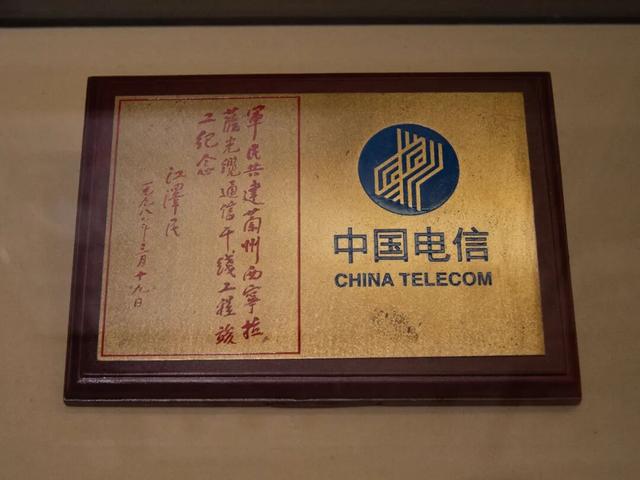 軍民共建蘭州西寧拉
薩光纜通信干线工程竣
工纪念
江澤民
一九九八年三月十九日
中国电信
CHINA TELECOM